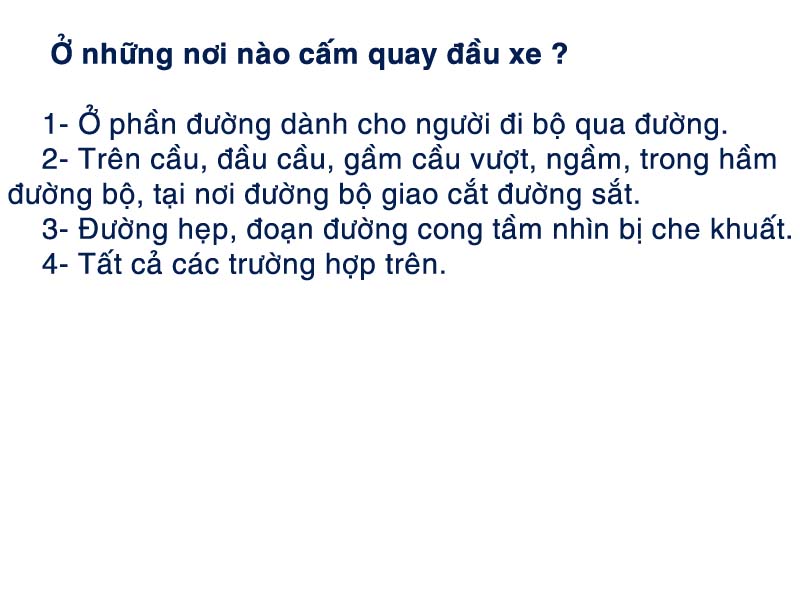 Ở những nơi nào cấm quay đầu xe ?
1- Ở phần đường dành cho người đi bộ qua đường.
2- Trên cầu, đầu cầu, gầm cầu vượt, ngầm, trong hầm
đường bộ, tại nơi đường bộ giao cắt đường sắt.
3- Đường hẹp, đoạn đường cong tầm nhìn bị che khuất.
4- Tất cả các trường hợp trên.